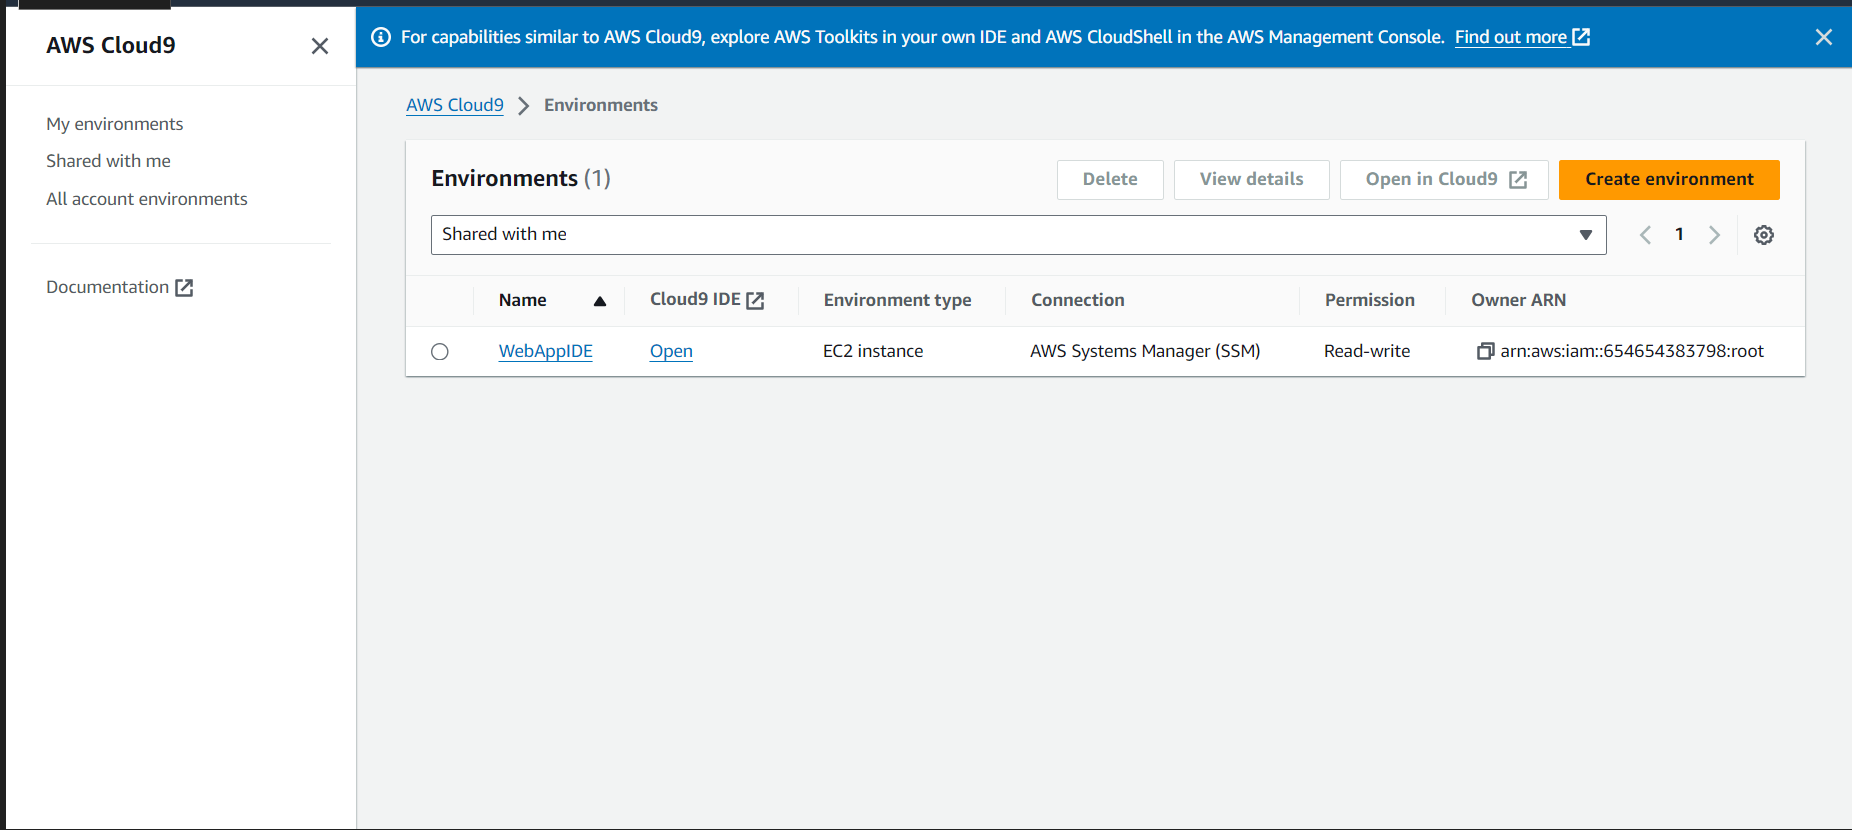 AWS Cloud9
My environments
Shared with me
All account environments
Documentation
For capabilities similar to AWS Cloud9, explore AWS Toolkits in your own IDE and AWS CloudShell in the AWS Management Console. Find out more
AWS Cloud9 Environments
Environments (1) Delete View details Open in Cloud9 Create environment
Shared with me 1
Name Cloud9 IDE Environment type Connection Permission Owner ARN
WebAppIDE Open EC2 instance AWS Systems Manager (SSM) Read-write arn:aws:iam::654654383798:root